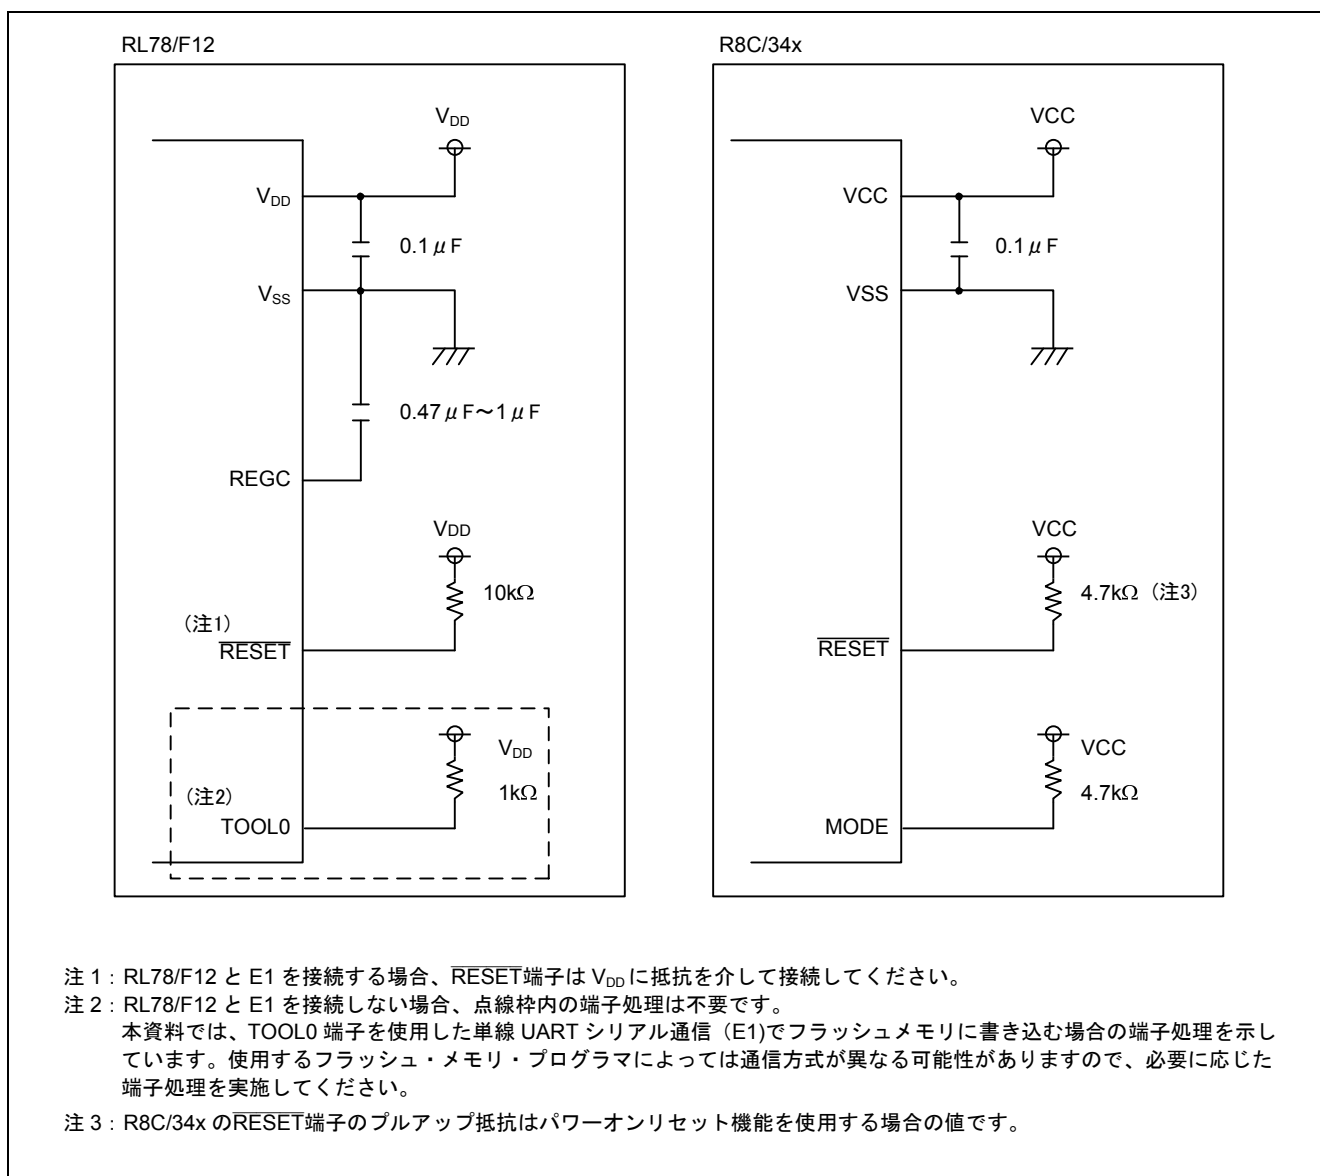 RL78/F12
VDD
VDD
0.1μF
VSS
0.47μF～1μF
REGC
VDD
10kΩ
（注1）
RESET
VDD
（注2）
1kΩ
TOOL0
R8C/34x
VCC
VCC
0.1μF
VSS
VCC
4.7kΩ（注3）
RESET
VCC
4.7kΩ
MODE
注 1：RL78/F12 と E1 を接続する場合、RESET端子は VDD に抵抗を介して接続してください。
注 2：RL78/F12 と E1 を接続しない場合、点線枠内の端子処理は不要です。
本資料では、TOOL0 端子を使用した単線 UART シリアル通信（E1)でフラッシュメモリに書き込む場合の端子処理を示し
ています。使用するフラッシュ・メモリ・プログラマによっては通信方式が異なる可能性がありますので、必要に応じた
端子処理を実施してください。
注 3：R8C/34x のRESET端子のプルアップ抵抗はパワーオンリセット機能を使用する場合の値です。